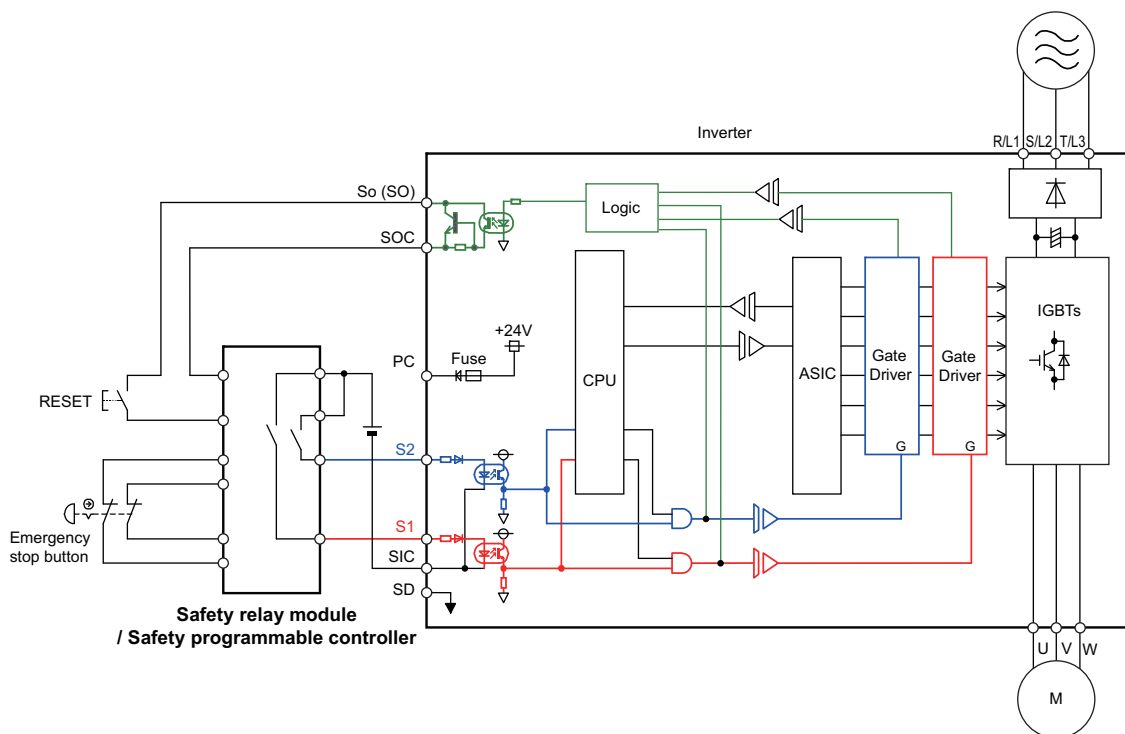 Inverter
R/L1 S/L2 T/L3
So (SO)
Logic
SOC
+24V
IGBTs
PC
Fuse
CPU
ASIC
Gate
Driver
Gate
Driver
RESET
S2
G
G
S1
Emergency
stop button
SIC
SD
Safety relay module
/ Safety programmable controller
U V W
M